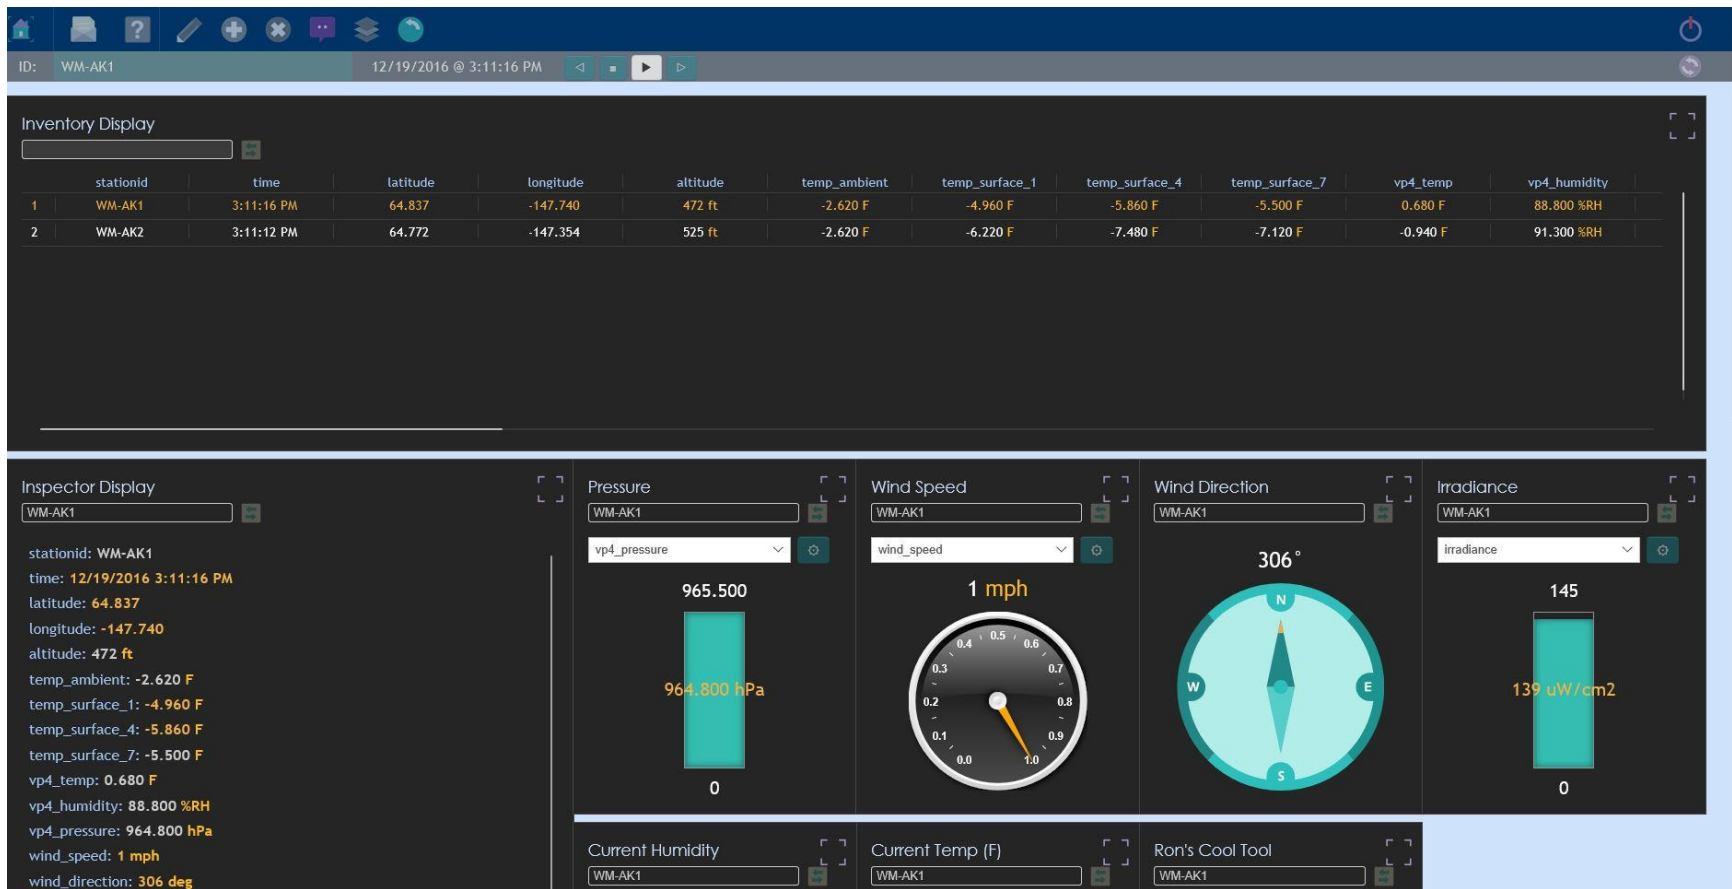 ID: WM-AK1 12/19/2016 @ 3:11:16 PM
Inventory Display
stationid time latitude longitude altitude temp_ambient temp_surface_1 temp_surface_4 temp_surface_7 vp4_temp vp4_humidity
1 WM-AK1 3:11:16 PM 64.837 -147.740 472 ft -2.620 F -4.960 F -5.860 F -5.500 F 0.680 F 88.800 %RH
2 WM-AK2 3:11:12 PM 64.772 -147.354 525 ft -2.620 F -6.220 F -7.480 F -7.120 F -0.940 F 91.300 %RH
Inspector Display
WM-AK1
stationid: WM-AK1
time: 12/19/2016 3:11:16 PM
latitude: 64.837
longitude: -147.740
altitude: 472 ft
temp_ambient: -2.620 F
temp_surface_1: -4.960 F
temp_surface_4: -5.860 F
temp_surface_7: -5.500 F
vp4_temp: 0.680 F
vp4_humidity: 88.800 %RH
vp4_pressure: 964.800 hPa
wind_speed: 1 mph
wind_direction: 306 deg
Pressure
WM-AK1
vp4_pressure
965.500
964.800 hPa
0
Wind Speed
WM-AK1
wind_speed
1 mph
0.0 0.1 0.2 0.3 0.4 0.5 0.6 0.7 0.8 0.9 1.0
Wind Direction
WM-AK1
306°
N
W E
S
Irradiance
WM-AK1
irradiance
145
139 uW/cm2
0
Current Humidity
WM-AK1
Current Temp (F)
WM-AK1
Ron's Cool Tool
WM-AK1